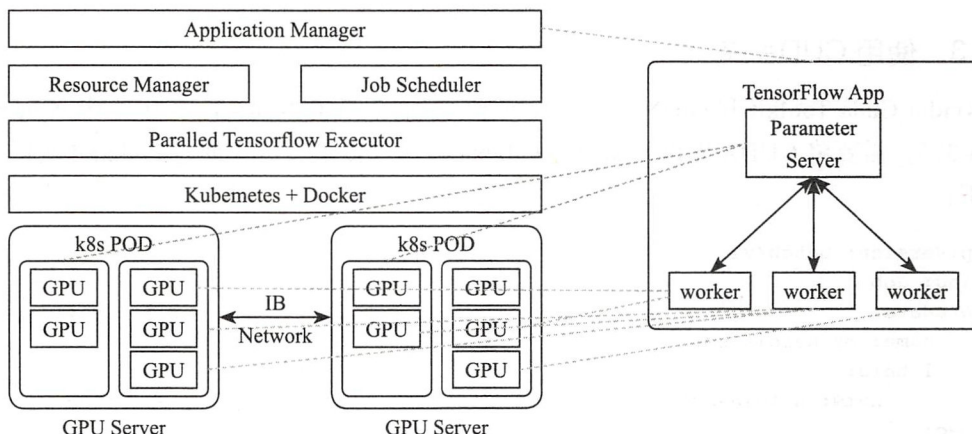 Application Manager
Resource Manager
Job Scheduler
Paralled Tensorflow Executor
Kubemetes + Docker
k8s POD
GPU
GPU
GPU
GPU
GPU
GPU Server
IB
Network
k8s POD
GPU
GPU
GPU
GPU
GPU
GPU Server
TensorFlow App
Parameter
Server
worker
worker
worker